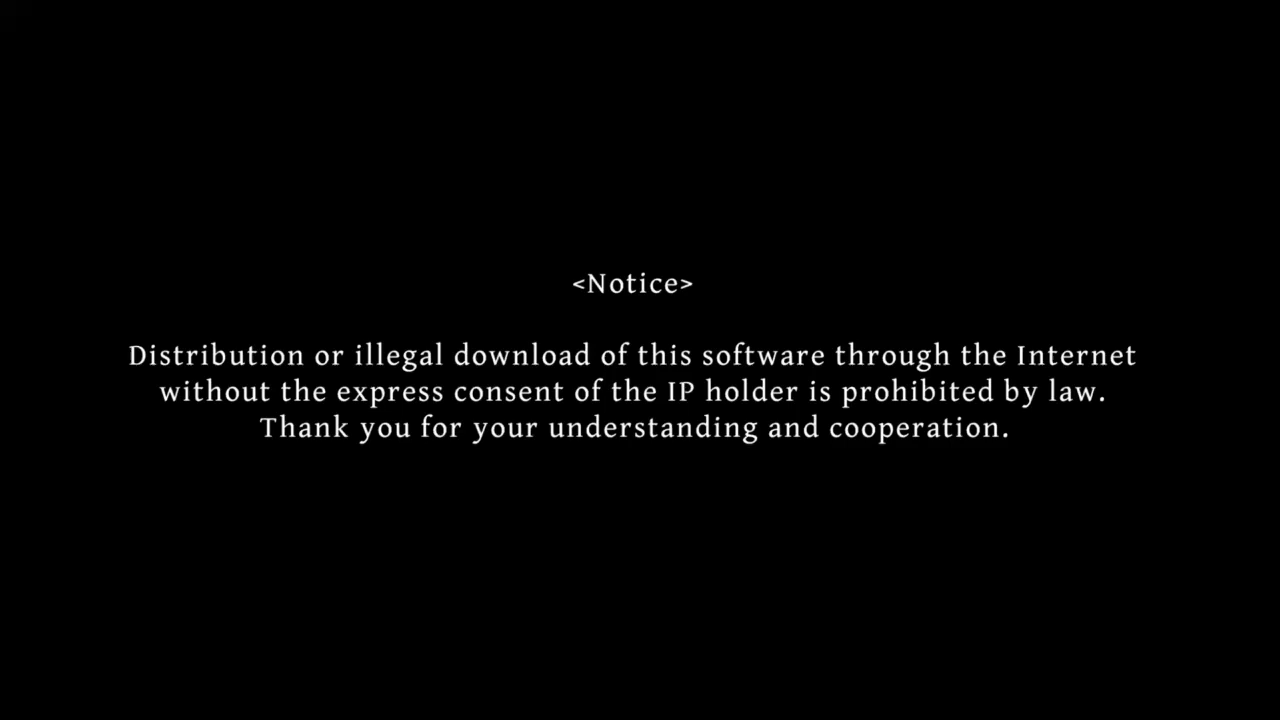 <Notice>
Distribution or illegal download of this software through the Internet
without the express consent of the IP holder is prohibited by law.
Thank you for your understanding and cooperation.